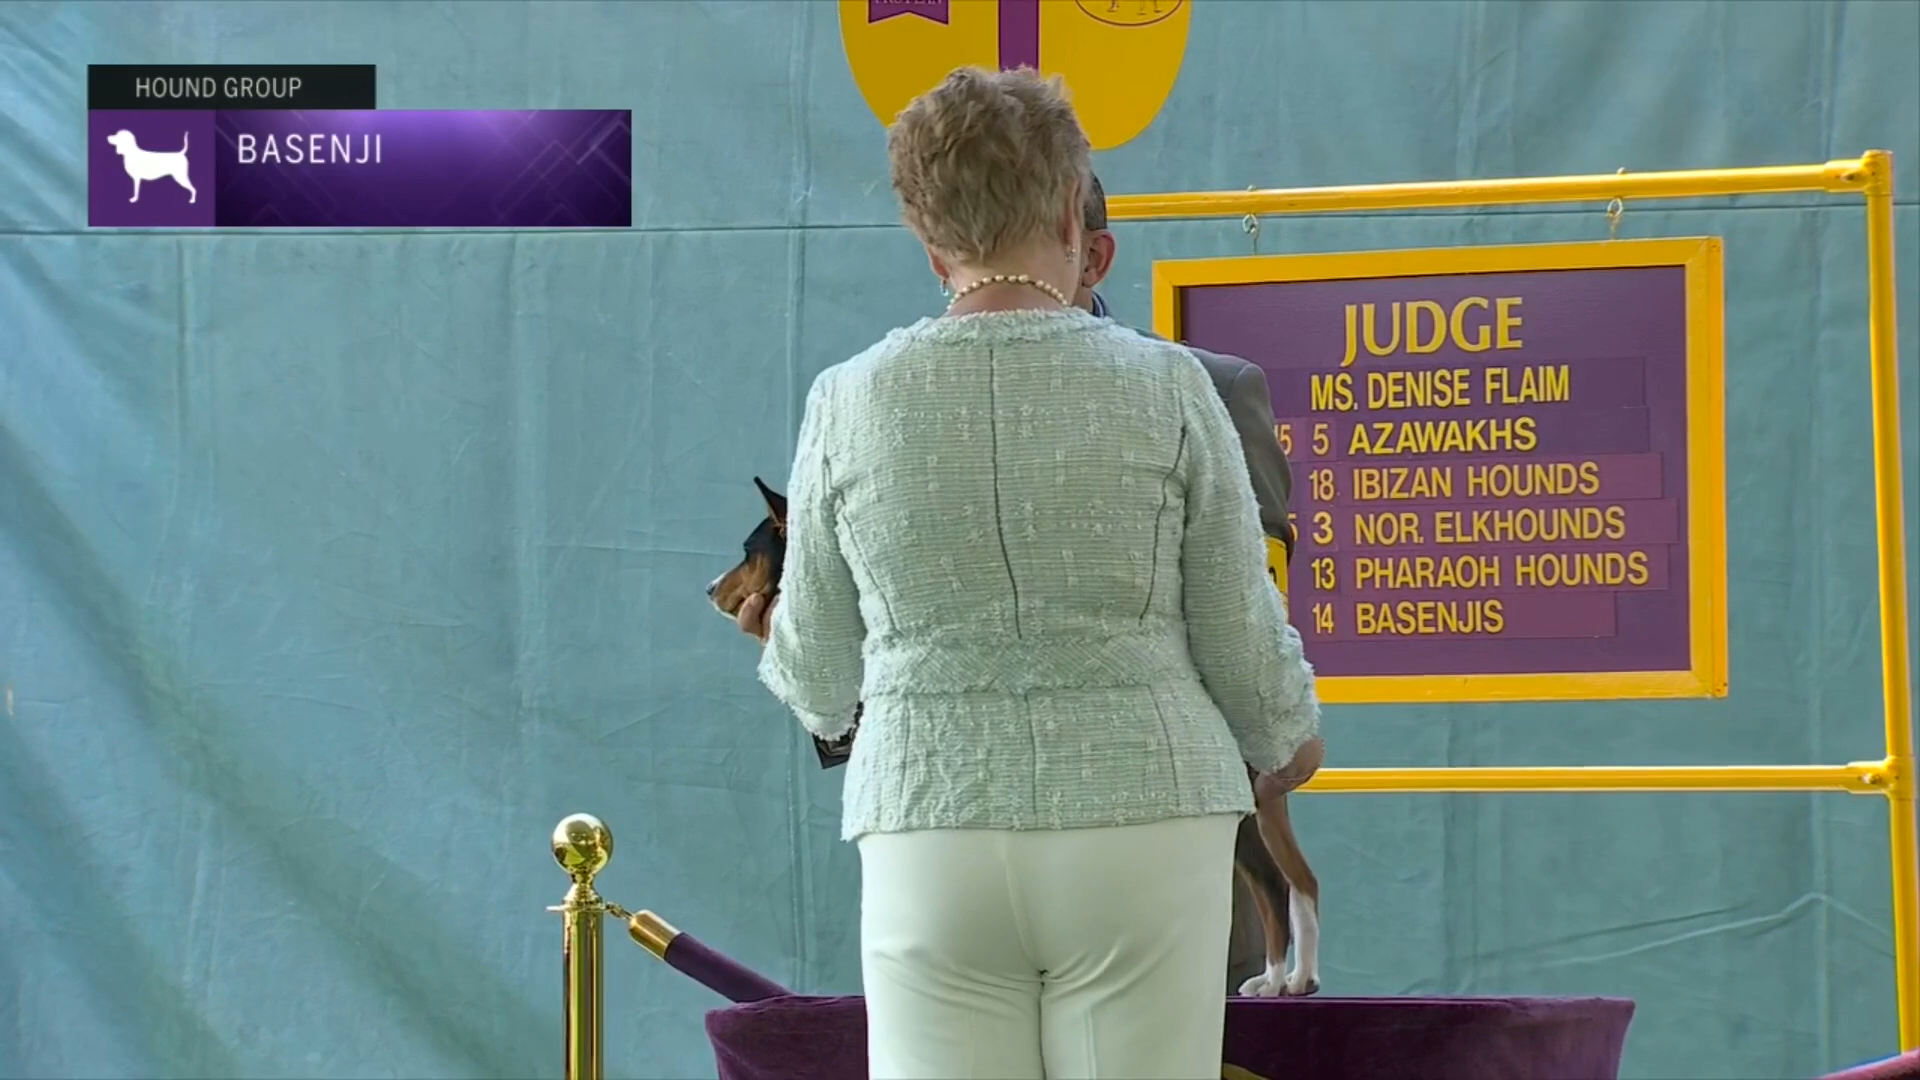 HOUND GROUP
BASENJI
JUDGE
MS. DENISE FLAIM
5 AZAWAKHS
18 IBIZAN HOUNDS
3 NOR. ELKHOUNDS
13 PHARAOH HOUNDS
14 BASENJIS